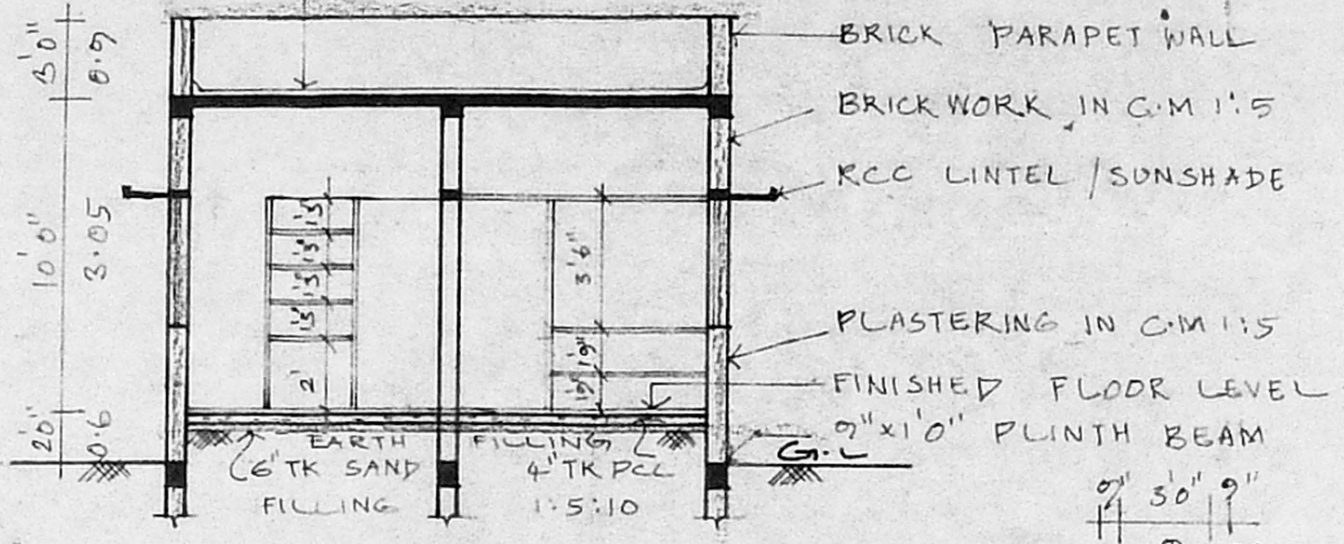 3'0"
0.9
BRICK PARAPET WALL
BRICK WORK IN C.M 1:5
RCC LINTEL / SUNSHADE
10'0"
3.05
1'3"
1'3"
1'3"
1'3"
2'
3'6"
1'9"
1'9"
PLASTERING IN C.M 1:5
FINISHED FLOOR LEVEL
2'0"
0.6
9"x1'0" PLINTH BEAM
G.L
EARTH FILLING
6"TK SAND
FILLING
4"TK PCC
1:5:10
9" 3'0" 9"